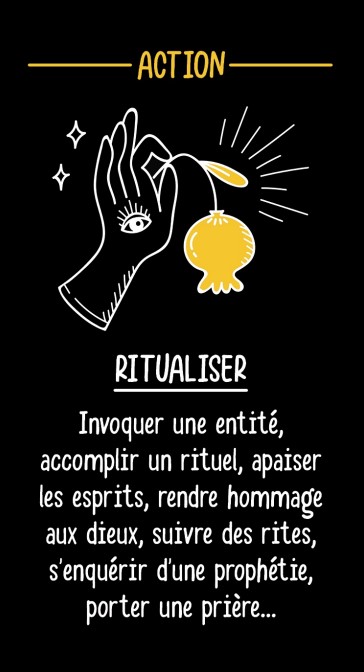 ACTION
RITUALISER
Invoquer une entité,
accomplir un rituel, apaiser
les esprits, rendre hommage
aux dieux, suivre des rites,
s'enquérir d'une prophétie,
porter une prière...